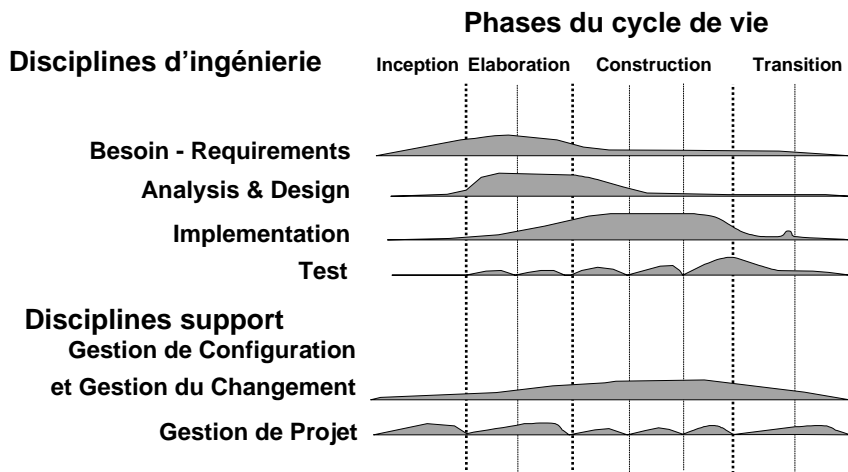 Phases du cycle de vie
Disciplines d’ingénierie
Inception Elaboration Construction Transition
Besoin - Requirements
Analysis & Design
Implementation
Test
Disciplines support
Gestion de Configuration
et Gestion du Changement
Gestion de Projet